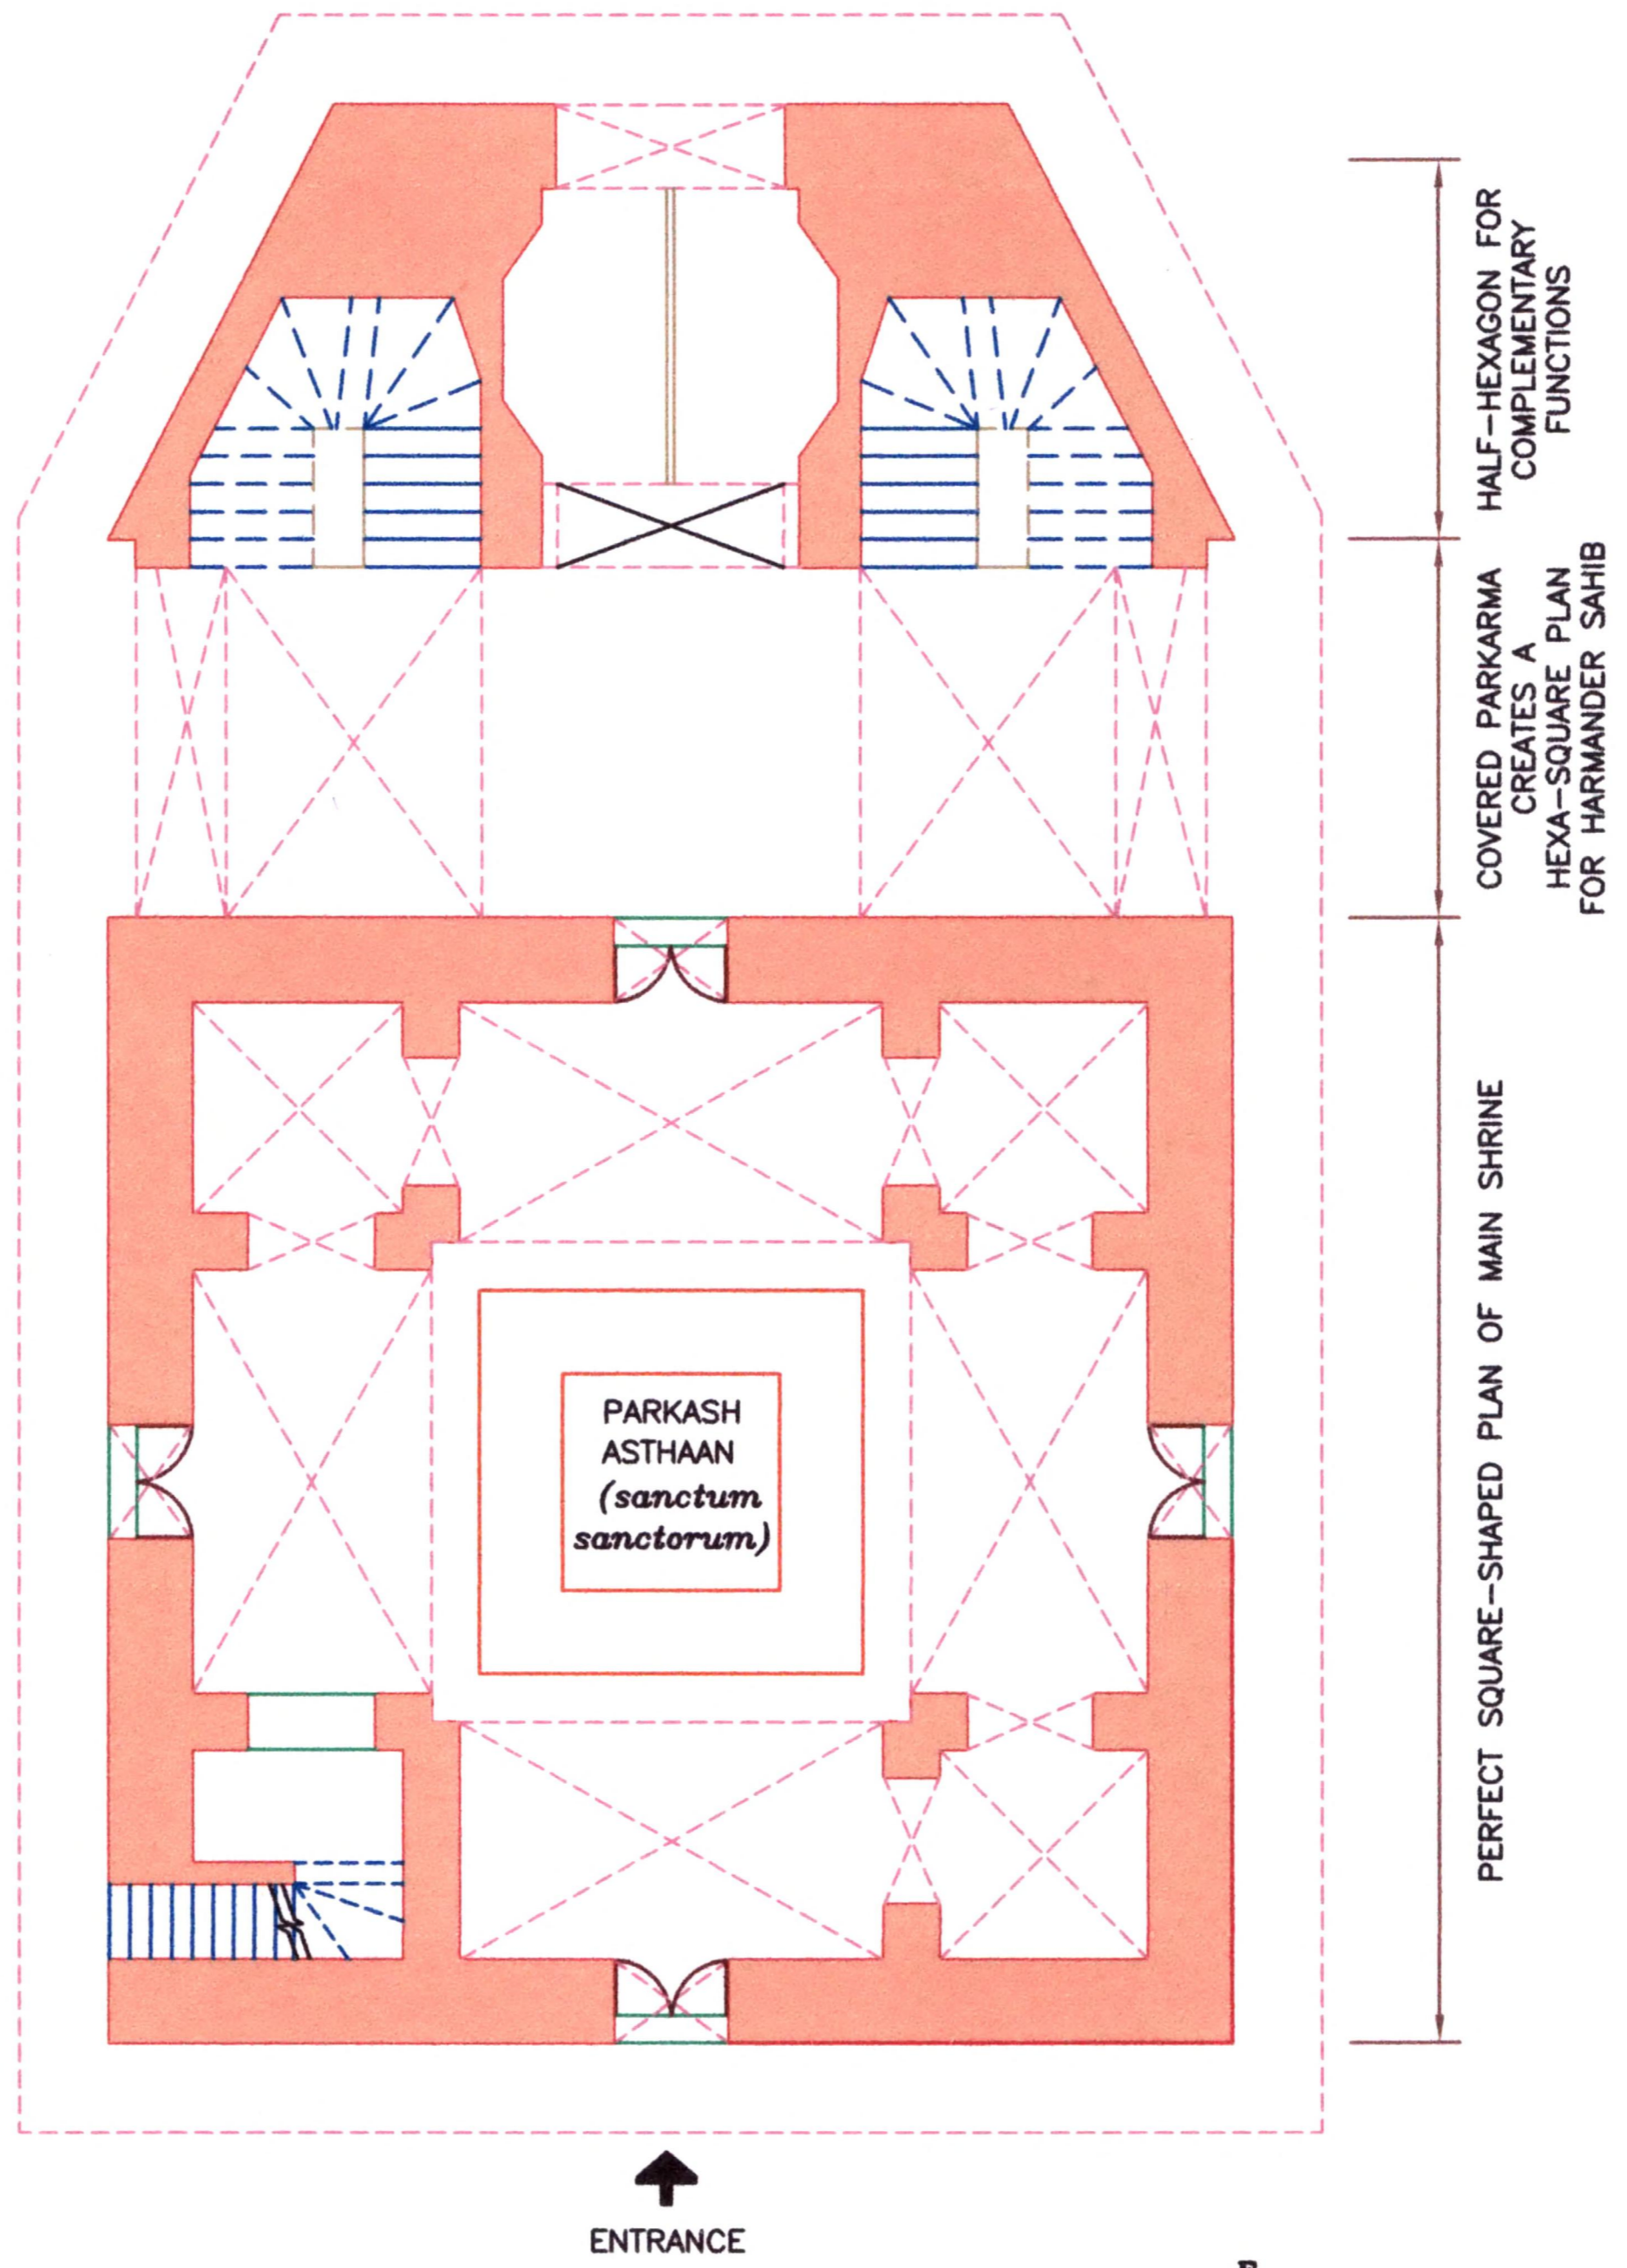 HALF-HEXAGON FOR
COMPLEMENTARY
FUNCTIONS
COVERED PARKARMA
CREATES A
HEXA-SQUARE PLAN
FOR HARMANDER SAHIB
PERFECT SQUARE-SHAPED PLAN OF MAIN SHRINE
PARKASH
ASTHAAN
(sanctum
sanctorum)
ENTRANCE